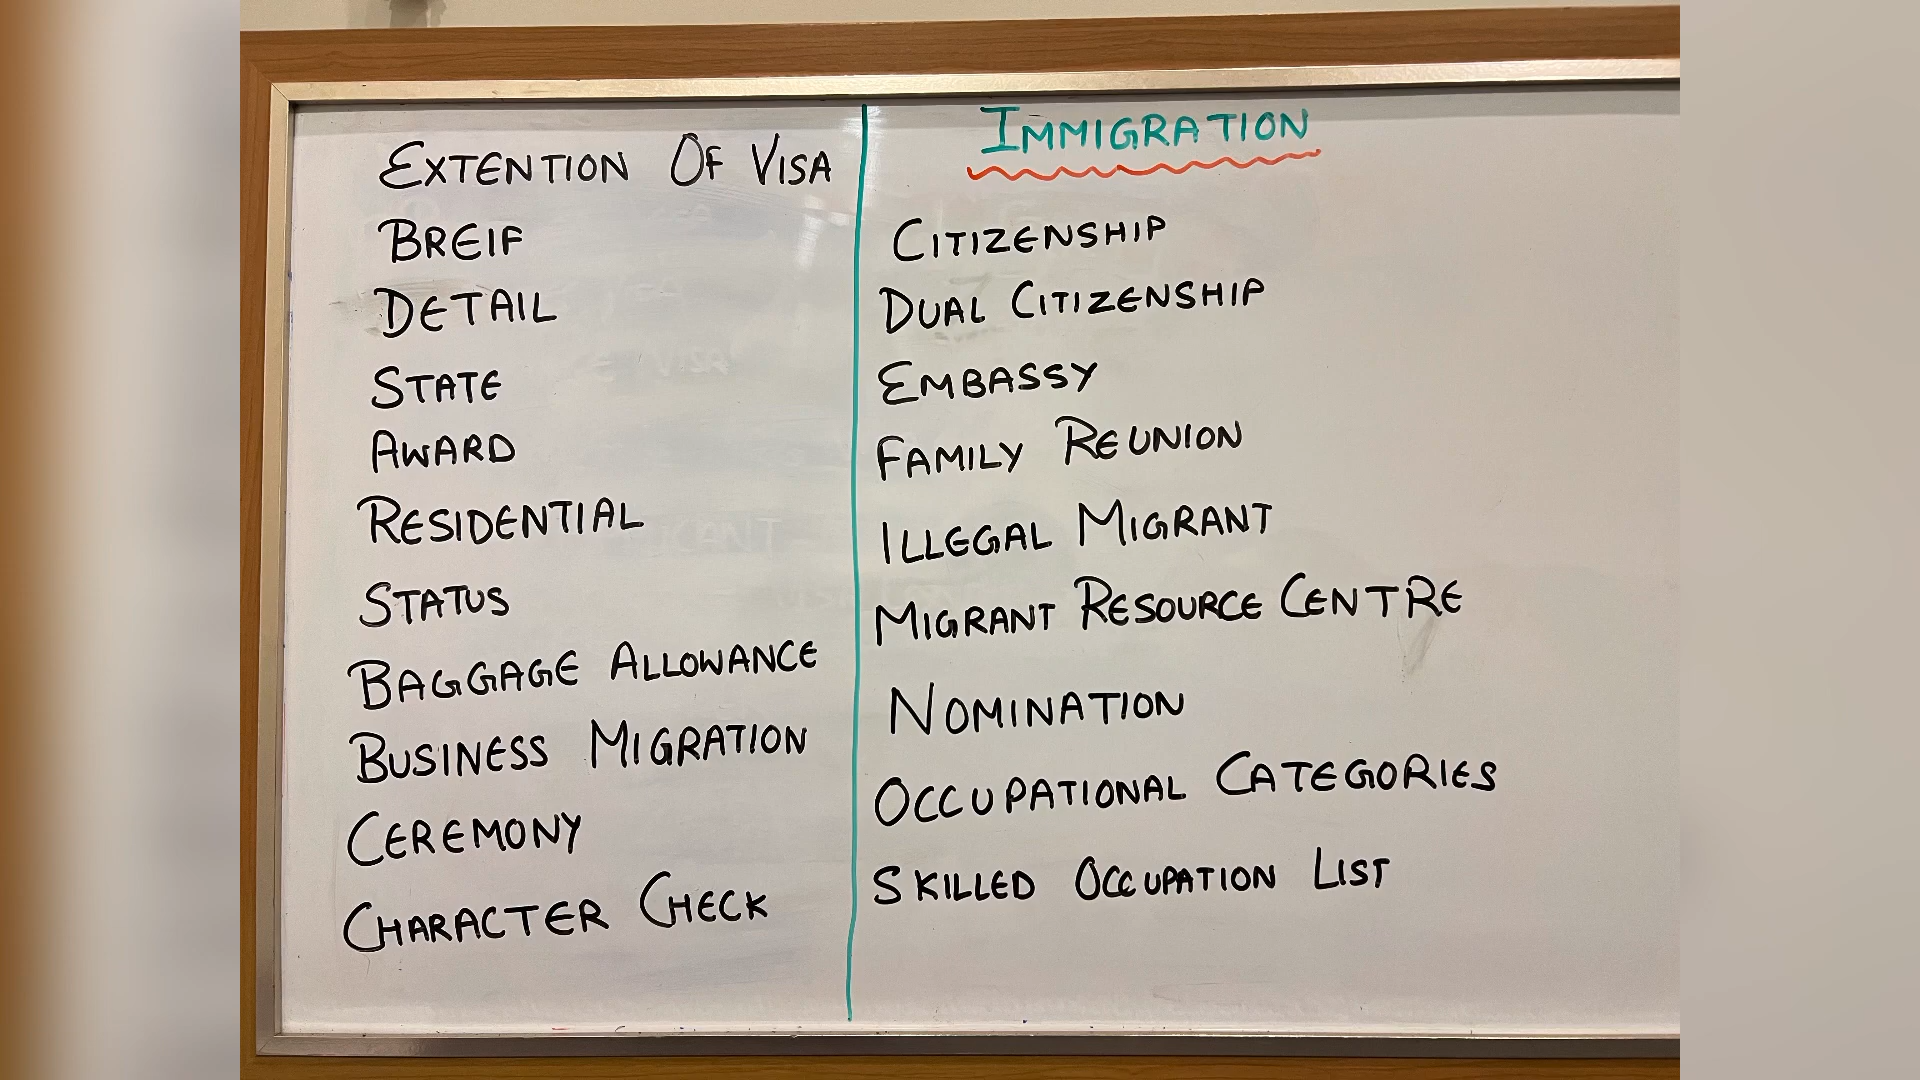 EXTENTION OF VISA
BREIF
DETAIL
STATE
AWARD
RESIDENTIAL
STATUS
BAGGAGE ALLOWANCE
BUSINESS MIGRATION
CEREMONY
CHARACTER CHECK
IMMIGRATION
CITIZENSHIP
DUAL CITIZENSHIP
EMBASSY
FAMILY REUNION
ILLEGAL MIGRANT
MIGRANT RESOURCE CENTRE
NOMINATION
OCCUPATIONAL CATEGORIES
SKILLED OCCUPATION LIST